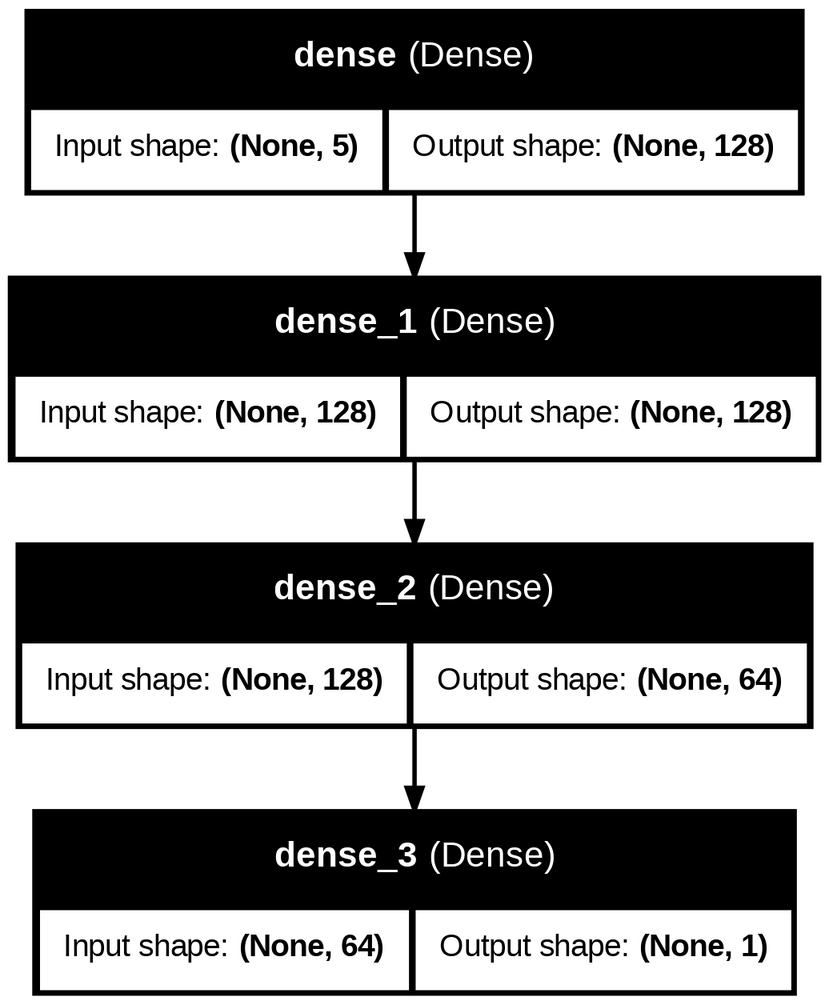 dense (Dense)
Input shape: (None, 5) Output shape: (None, 128)
dense_1 (Dense)
Input shape: (None, 128) Output shape: (None, 128)
dense_2 (Dense)
Input shape: (None, 128) Output shape: (None, 64)
dense_3 (Dense)
Input shape: (None, 64) Output shape: (None, 1)